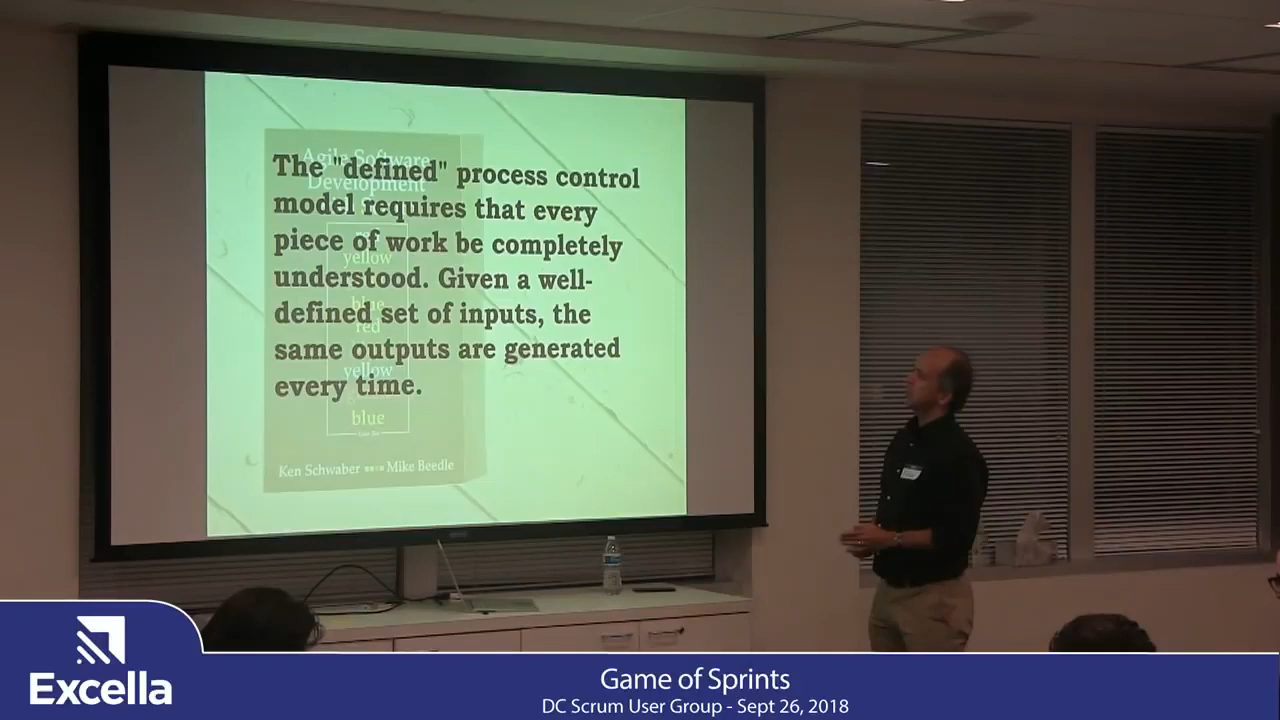 The "defined" process control
model requires that every
piece of work be completely
understood. Given a well-
defined set of inputs, the
same outputs are generated
every time.
Agile Software
Development
yellow
blue
red
yellow
blue
Ken Schwaber
Mike Beedle
Excella
Game of Sprints
DC Scrum User Group - Sept 26, 2018